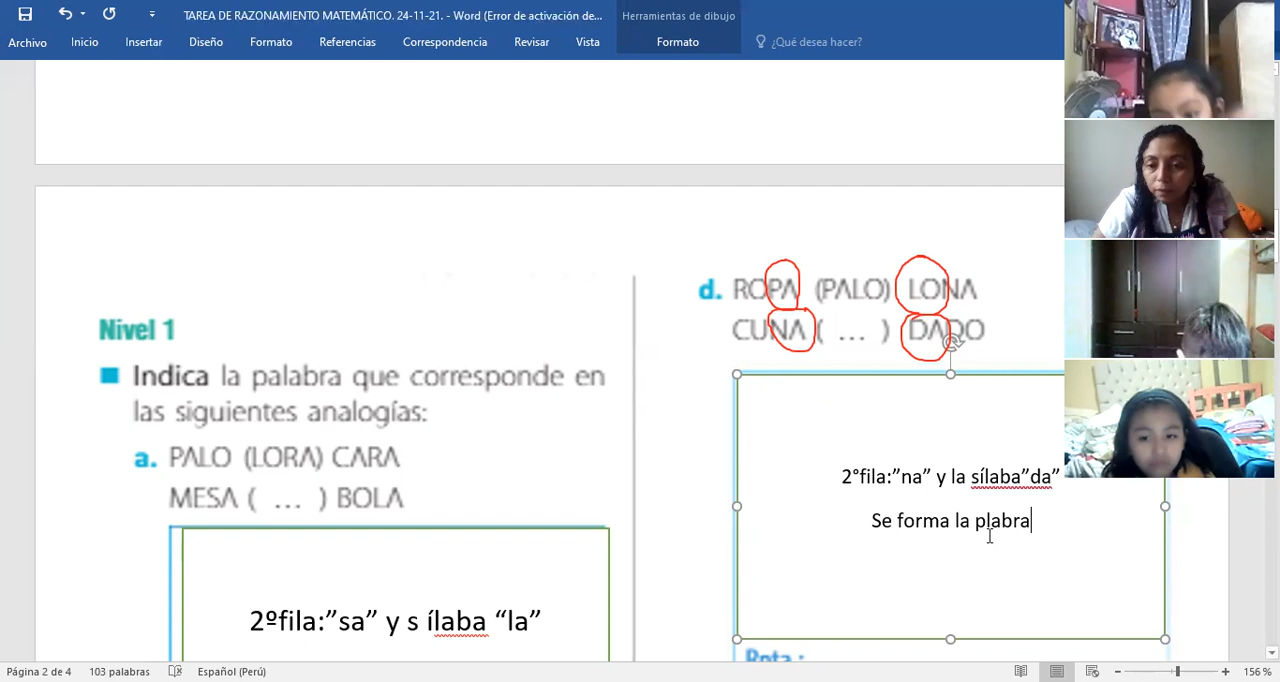 TAREA DE RAZONAMIENTO MATEMÁTICO. 24-11-21. - Word (Error de activación de...
Herramientas de dibujo
Archivo Inicio Insertar Diseño Formato Referencias Correspondencia Revisar Vista Formato ¿Qué desea hacer?
Nivel 1
Indica la palabra que corresponde en
las siguientes analogías:
a. PALO (LORA) CARA
MESA ( ... ) BOLA
2ºfila:”sa” y s ílaba “la”
d. ROPA (PALO) LONA
CUNA ( ... ) DADO
2°fila:”na” y la sílaba”da”
Se forma la plabra
Rpta.:
Página 2 de 4 103 palabras Español (Perú) 156 %